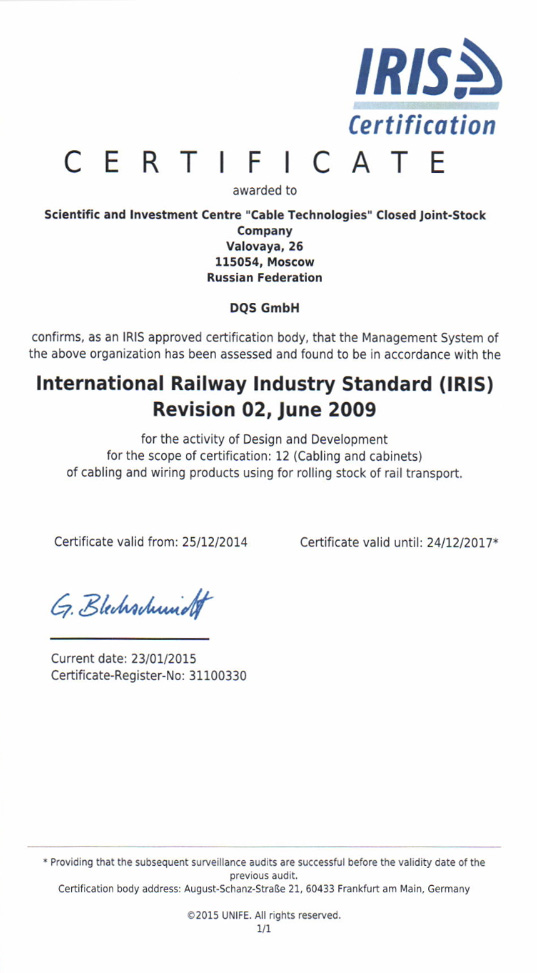 IRIS
Certification
CERTIFICATE
awarded to
Scientific and Investment Centre "Cable Technologies" Closed Joint-Stock
Company
Valovaya, 26
115054, Moscow
Russian Federation
DQS GmbH
confirms, as an IRIS approved certification body, that the Management System of
the above organization has been assessed and found to be in accordance with the
International Railway Industry Standard (IRIS)
Revision 02, June 2009
for the activity of Design and Development
for the scope of certification: 12 (Cabling and cabinets)
of cabling and wiring products using for rolling stock of rail transport.
Certificate valid from: 25/12/2014 Certificate valid until: 24/12/2017*
G. Blechschmidt
Current date: 23/01/2015
Certificate-Register-No: 31100330
* Providing that the subsequent surveillance audits are successful before the validity date of the
previous audit.
Certification body address: August-Schanz-Straße 21, 60433 Frankfurt am Main, Germany
©2015 UNIFE. All rights reserved.
1/1